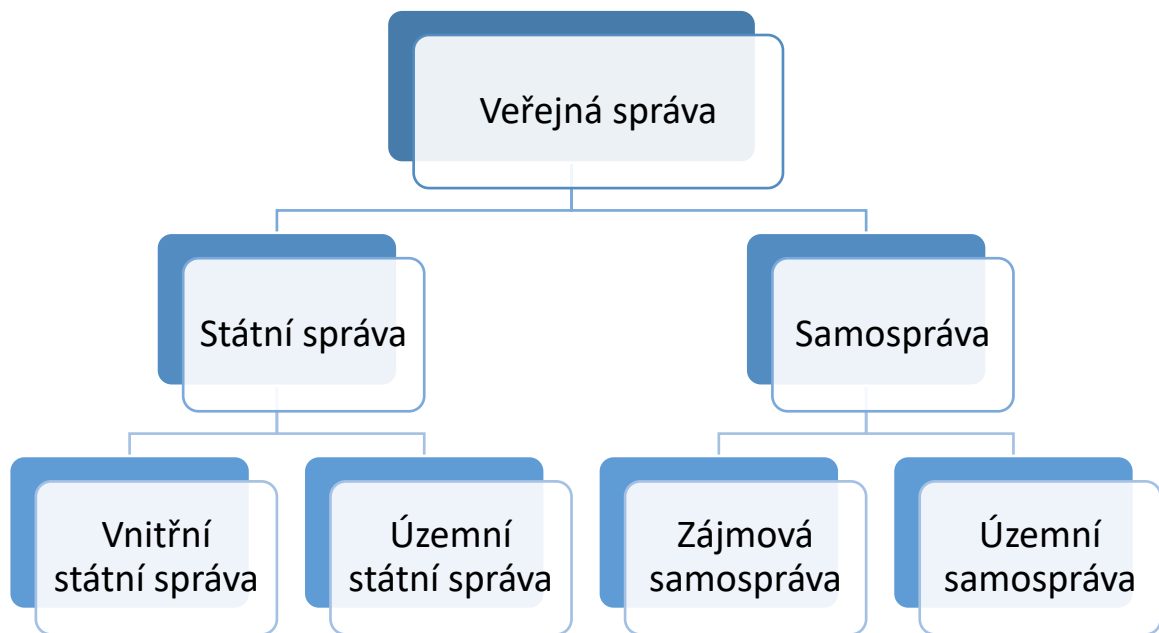 Veřejná správa
Státní správa
Samospráva
Vnitřní
státní správa
Územní
státní správa
Zájmová
samospráva
Územní
samospráva